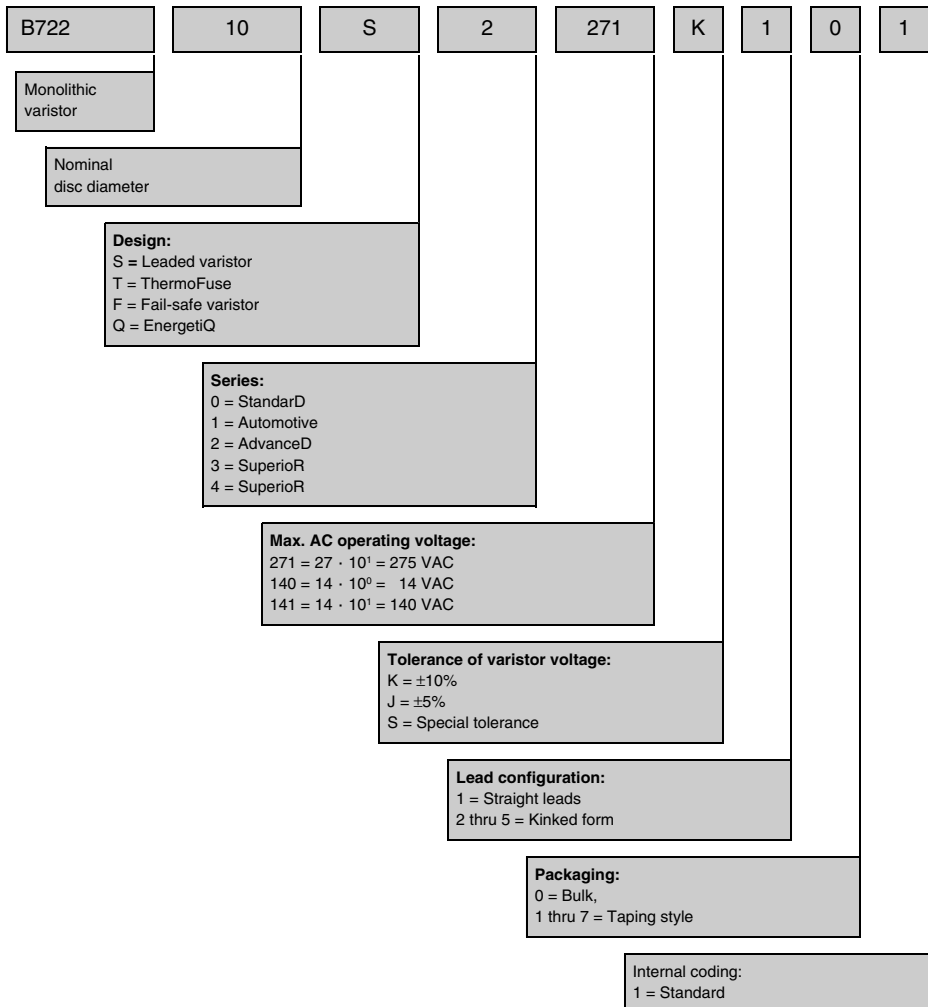 B722 10 S 2 271 K 1 0 1
Monolithic
varistor
Nominal
disc diameter
Design:
S = Leaded varistor
T = ThermoFuse
F = Fail-safe varistor
Q = EnergetiQ
Series:
0 = StandarD
1 = Automotive
2 = AdvanceD
3 = SuperioR
4 = SuperioR
Max. AC operating voltage:
271 = 27 · 10¹ = 275 VAC
140 = 14 · 10⁰ = 14 VAC
141 = 14 · 10¹ = 140 VAC
Tolerance of varistor voltage:
K = ±10%
J = ±5%
S = Special tolerance
Lead configuration:
1 = Straight leads
2 thru 5 = Kinked form
Packaging:
0 = Bulk,
1 thru 7 = Taping style
Internal coding:
1 = Standard